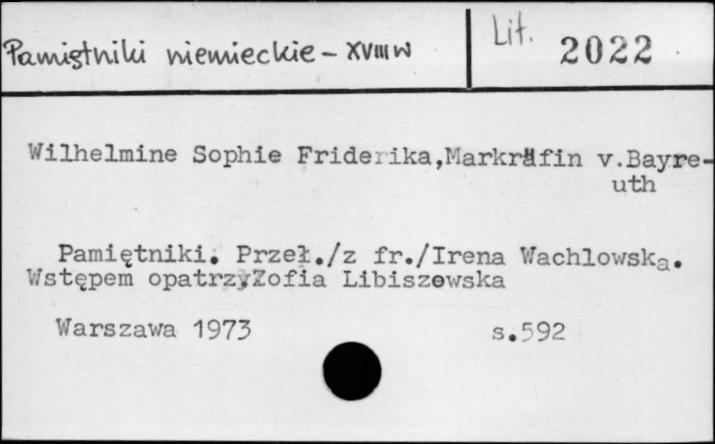 Pamiętniki niemieckie - XVIII w
Lit. 2022
Wilhelmine Sophie Friderika,Markräfin v.Bayre-
uth
Pamiętniki. Przeł./z fr./Irena Wachlowska.
Wstępem opatrzyZofia Libiszowska
Warszawa 1973 s.592